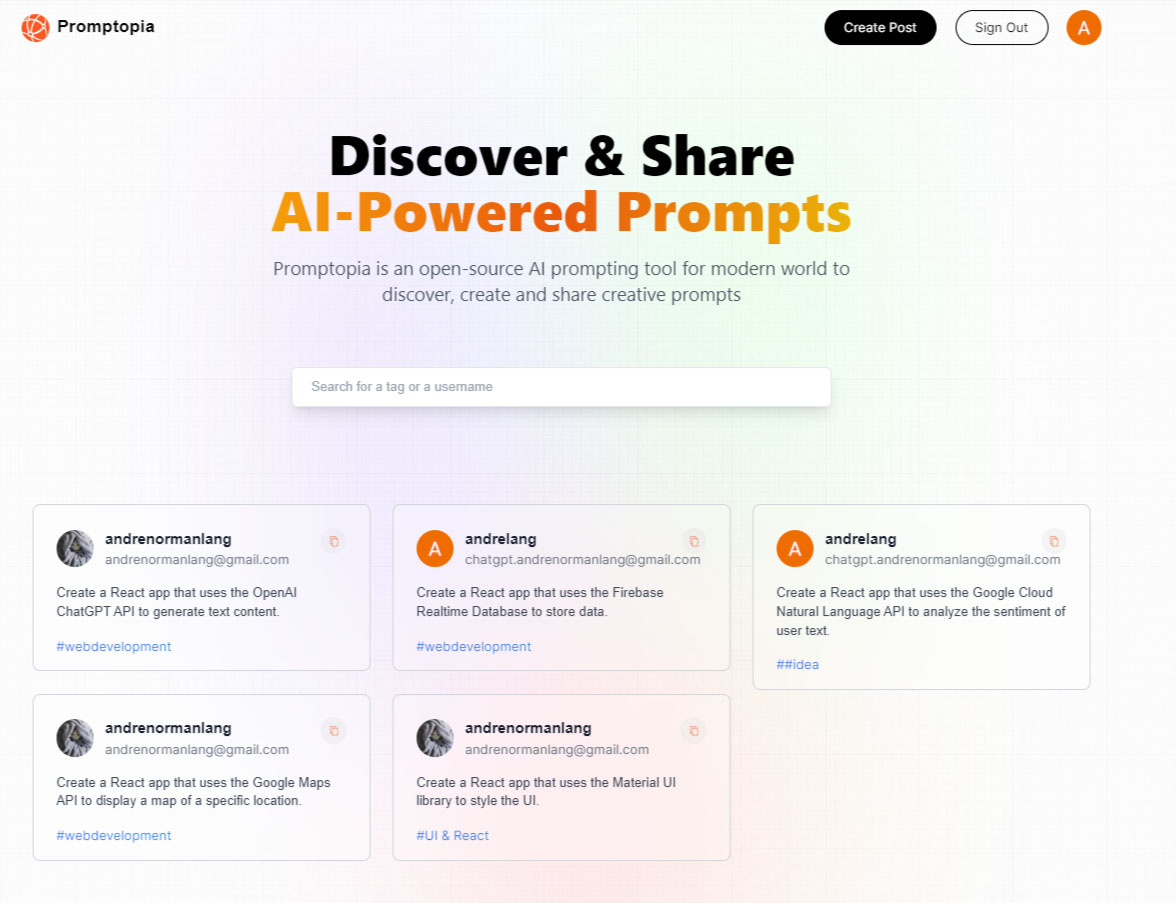 Promptopia
Create Post
Sign Out
A
Discover & Share
AI-Powered Prompts
Promptopia is an open-source AI prompting tool for modern world to
discover, create and share creative prompts
Search for a tag or a username
andrenormanlang
andrenormanlang@gmail.com
Create a React app that uses the OpenAI
ChatGPT API to generate text content.
#webdevelopment
A
andrelang
chatgpt.andrenormanlang@gmail.com
Create a React app that uses the Firebase
Realtime Database to store data.
#webdevelopment
A
andrelang
chatgpt.andrenormanlang@gmail.com
Create a React app that uses the Google Cloud
Natural Language API to analyze the sentiment of
user text.
##idea
andrenormanlang
andrenormanlang@gmail.com
Create a React app that uses the Google Maps
API to display a map of a specific location.
#webdevelopment
andrenormanlang
andrenormanlang@gmail.com
Create a React app that uses the Material UI
library to style the UI.
#UI & React